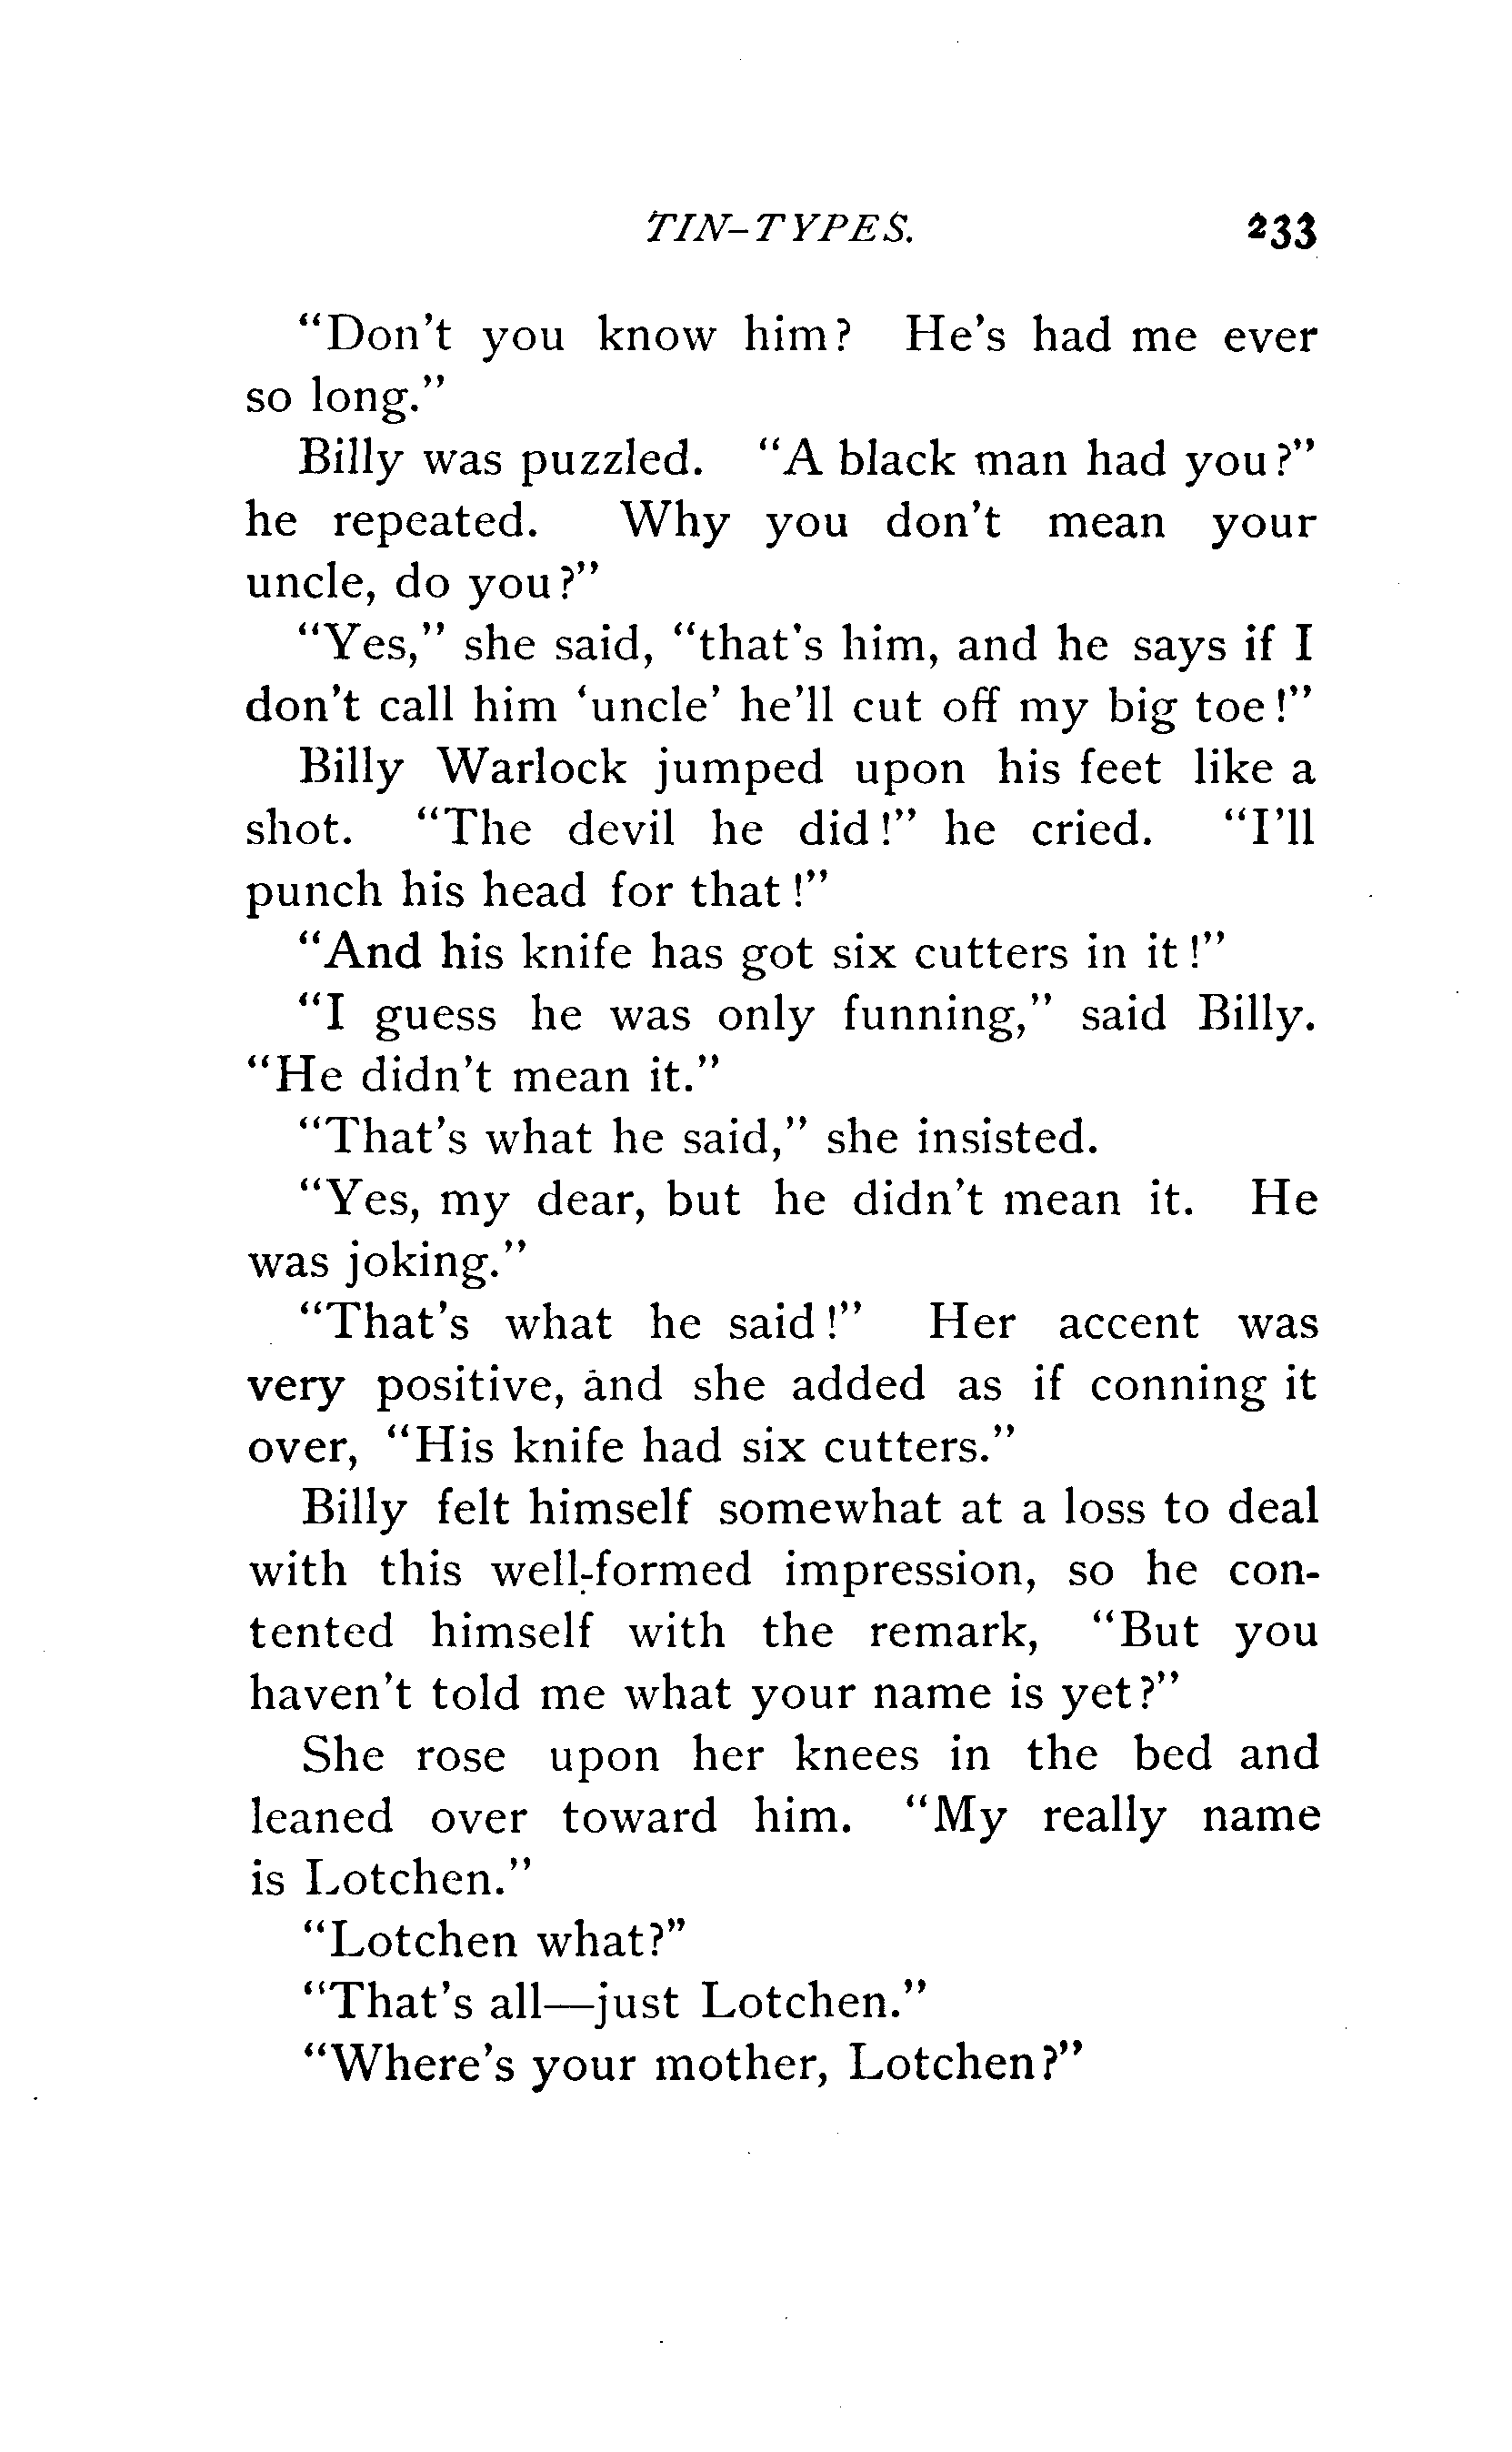 TIN-TYPES. 233
"Don't you know him? He's had me ever
so long."
Billy was puzzled. "A black man had you?"
he repeated. Why you don't mean your
uncle, do you?"
"Yes," she said, "that's him, and he says if I
don't call him 'uncle' he'll cut off my big toe!"
Billy Warlock jumped upon his feet like a
shot. "The devil he did!" he cried. "I'll
punch his head for that!"
"And his knife has got six cutters in it!"
"I guess he was only funning," said Billy.
"He didn't mean it."
"That's what he said," she insisted.
"Yes, my dear, but he didn't mean it. He
was joking."
"That's what he said!" Her accent was
very positive, and she added as if conning it
over, "His knife had six cutters."
Billy felt himself somewhat at a loss to deal
with this well-formed impression, so he con-
tented himself with the remark, "But you
haven't told me what your name is yet?"
She rose upon her knees in the bed and
leaned over toward him. "My really name
is Lotchen."
"Lotchen what?"
"That's all—just Lotchen."
"Where's your mother, Lotchen?"